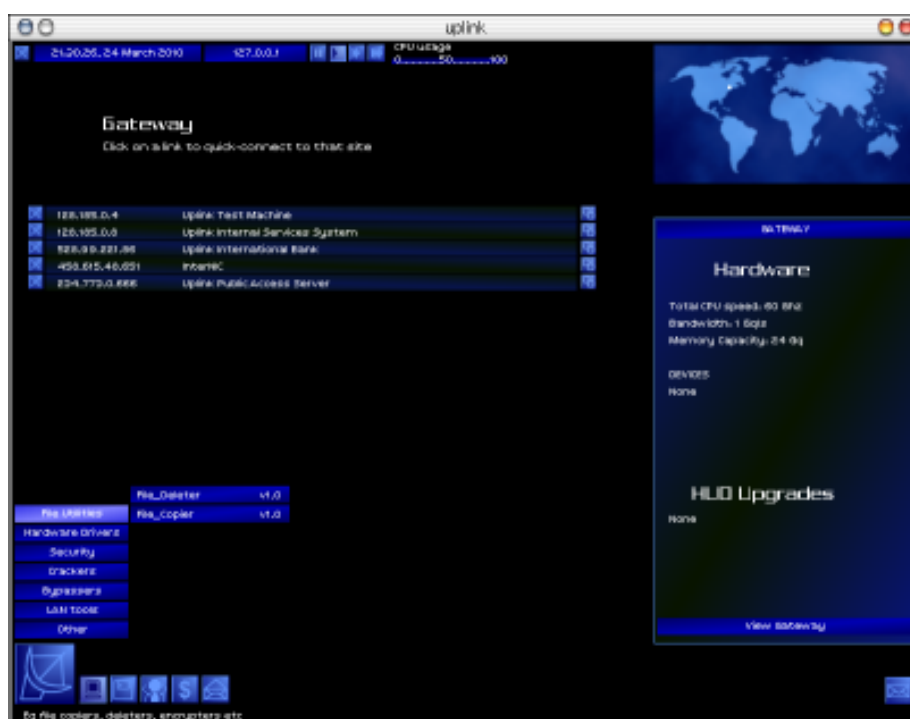 uplink
21:20:26, 24 March 2010
127.0.0.1
CPU usage
0 50 100
Gateway
Click on a link to quick-connect to that site
128.185.0.4 Uplink Test Machine
128.185.0.8 Uplink Internal Services System
Uplink International Bank
458.615.48.651 InterNIC
234.773.0.666 Uplink Public Access Server
GATEWAY
Hardware
Total CPU speed: 60 Ghz
Bandwidth: 1 Gq/s
Memory Capacity: 24 Gq
DEVICES
None
HUD Upgrades
None
View Gateway
File_Deleter v1.0
File Utilities File_Copier v1.0
Hardware Drivers
Security
Crackers
Bypassers
LAN Tools
Other
$
Eg file copiers, deleters, encrypters etc